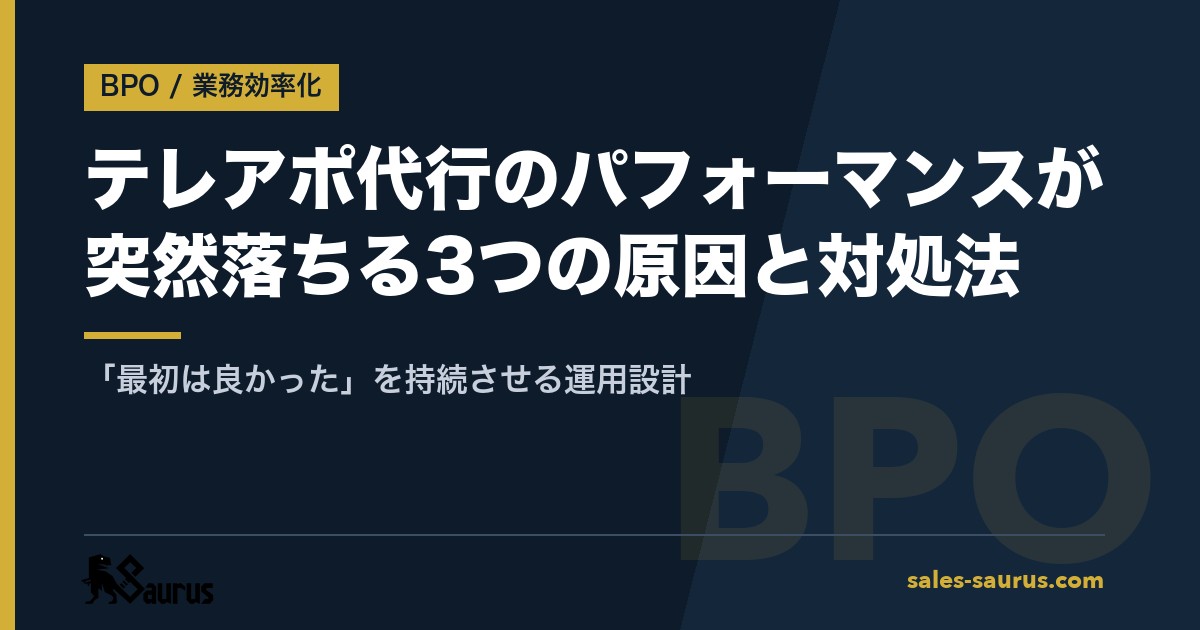 BPO / 業務効率化
テレアポ代行のパフォーマンスが
突然落ちる3つの原因と対処法
「最初は良かった」を持続させる運用設計
BPO
Saurus
sales-saurus.com